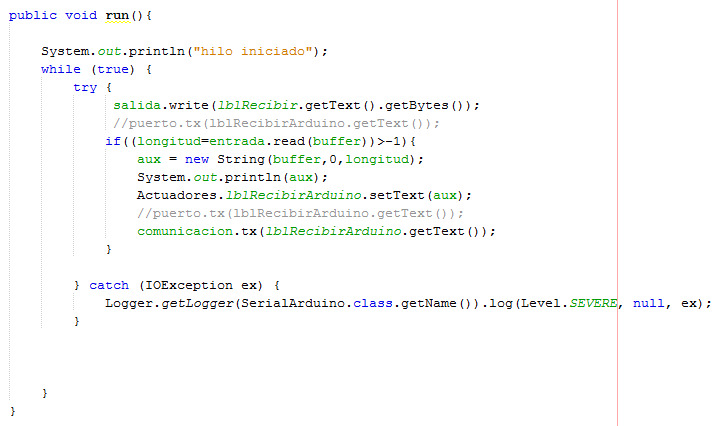 public void run(){
System.out.println("hilo iniciado");
while (true) {
try {
salida.write(lblRecibir.getText().getBytes());
//puerto.tx(lblRecibirArduino.getText());
if((longitud=entrada.read(buffer))>-1){
aux = new String(buffer,0,longitud);
System.out.println(aux);
Actuadores.lblRecibirArduino.setText(aux);
//puerto.tx(lblRecibirArduino.getText());
comunicacion.tx(lblRecibirArduino.getText());
}
} catch (IOException ex) {
Logger.getLogger(SerialArduino.class.getName()).log(Level.SEVERE, null, ex);
}
}
}